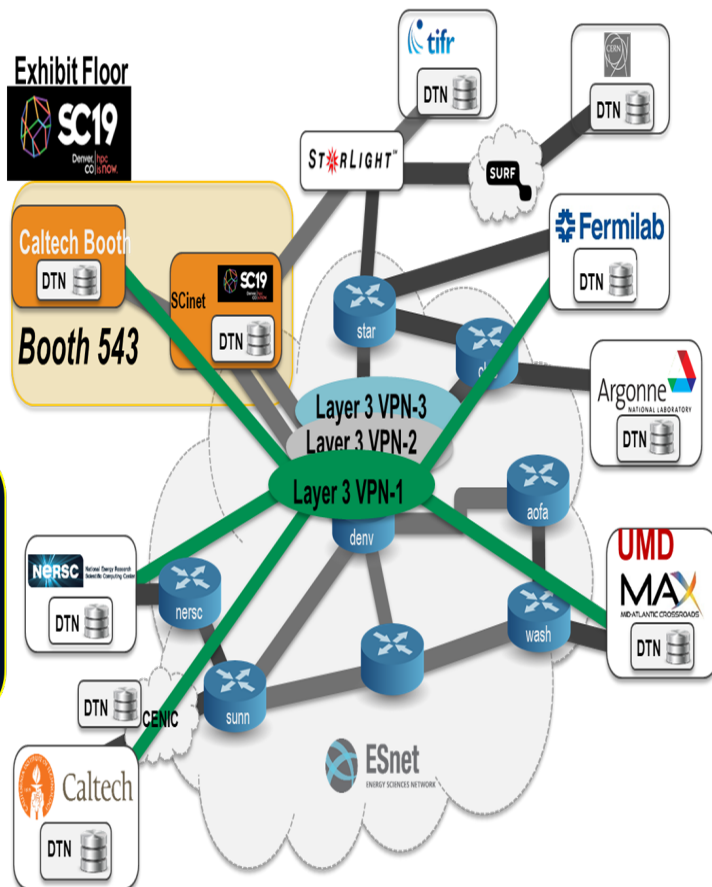 Exhibit Floor
SC19
Denver, CO
hpc is now.
tifr
DTN
CERN
DTN
STARLIGHT™
SURF
Caltech Booth
DTN
SCinet
SC19
DTN
Booth 543
Fermilab
DTN
star
Argonne
NATIONAL LABORATORY
DTN
Layer 3 VPN-3
Layer 3 VPN-2
Layer 3 VPN-1
denv
aofa
UMD
MAX
MID-ATLANTIC CROSSROADS
DTN
NERSC
National Energy Research
Scientific Computing Center
DTN
nersc
wash
DTN
CENIC
sunn
ESnet
ENERGY SCIENCES NETWORK
Caltech
DTN